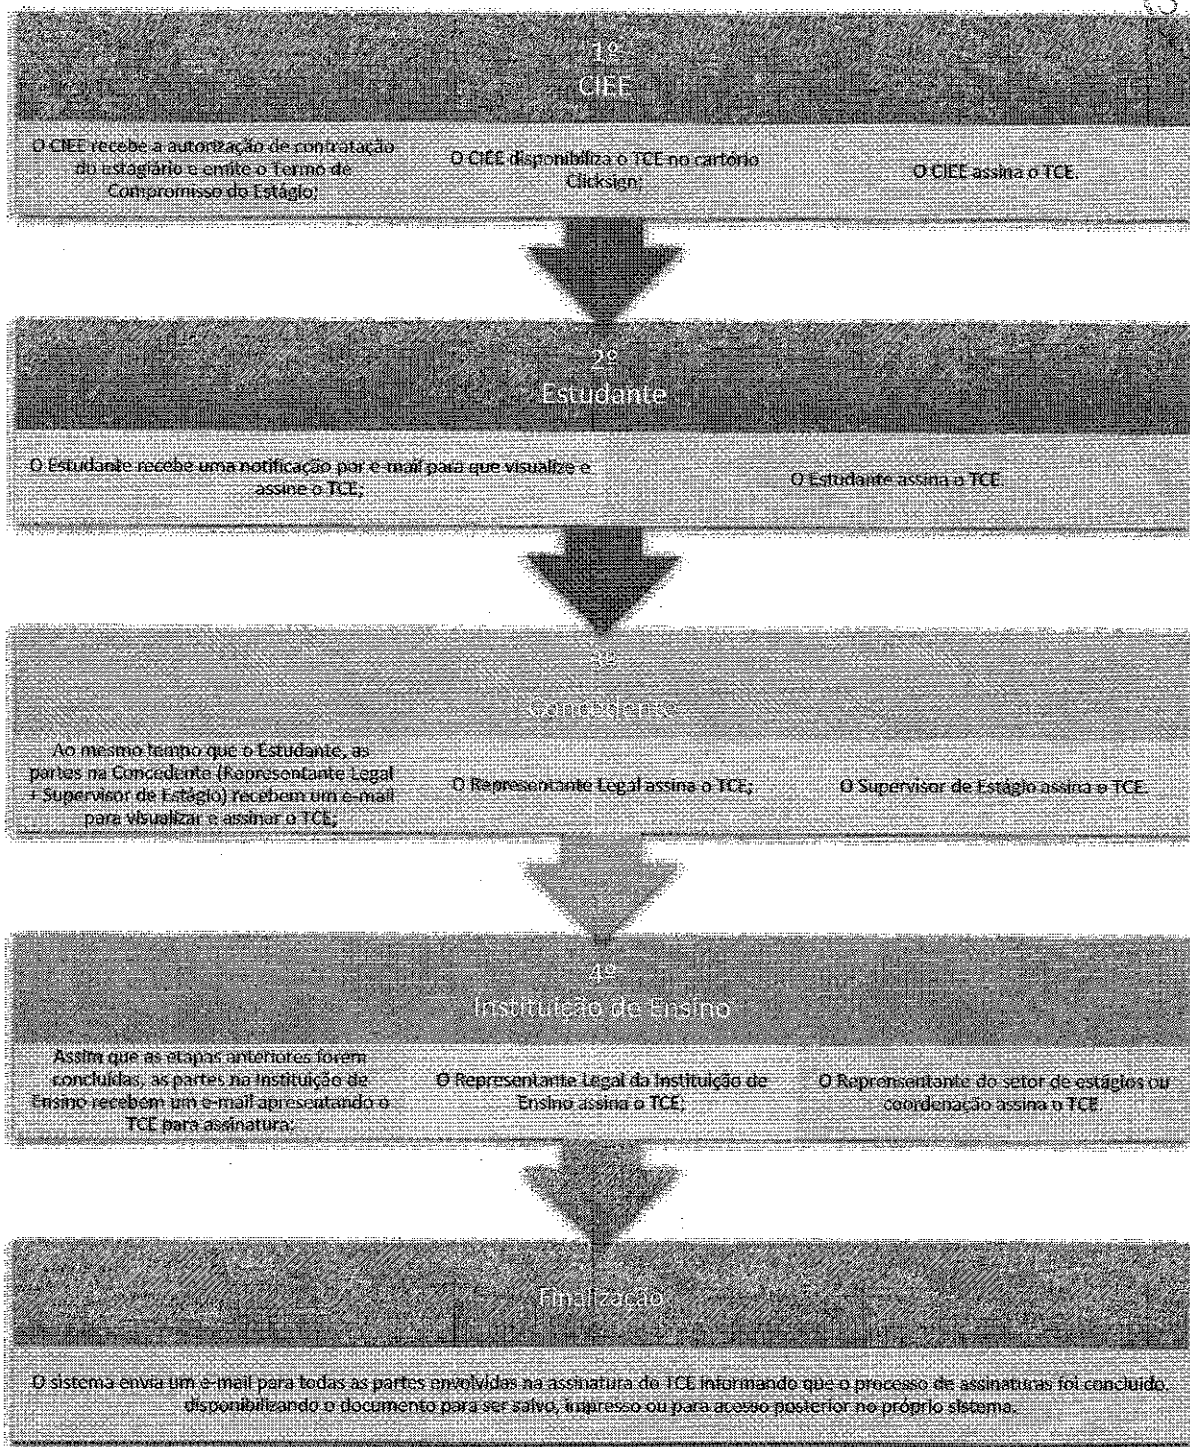 1º
CIEE
O CIEE recebe a autorização de contratação
do estagiário e emite o Termo de
Compromisso do Estágio;
O CIEE disponibiliza o TCE no cartório
Clicksign;
O CIEE assina o TCE.
2º
Estudante
O Estudante recebe uma notificação por e-mail para que visualize e
assine o TCE;
O Estudante assina o TCE.
3º
Concedente
Ao mesmo tempo que o Estudante, as
partes na Concedente (Representante Legal
+ Supervisor de Estágio) recebem um e-mail
para visualizar e assinar o TCE;
O Representante Legal assina o TCE;
O Supervisor de Estágio assina o TCE.
4º
Instituição de Ensino
Assim que as etapas anteriores forem
concluídas, as partes na Instituição de
Ensino recebem um e-mail apresentando o
TCE para assinatura;
O Representante Legal da Instituição de
Ensino assina o TCE;
O Reprensentante do setor de estágios ou
coordenação assina o TCE.
Finalização
O sistema envia um e-mail para todas as partes envolvidas na assinatura do TCE informando que o processo de assinaturas foi concluído,
disponibilizando o documento para ser salvo, impresso ou para acesso posterior no próprio sistema.